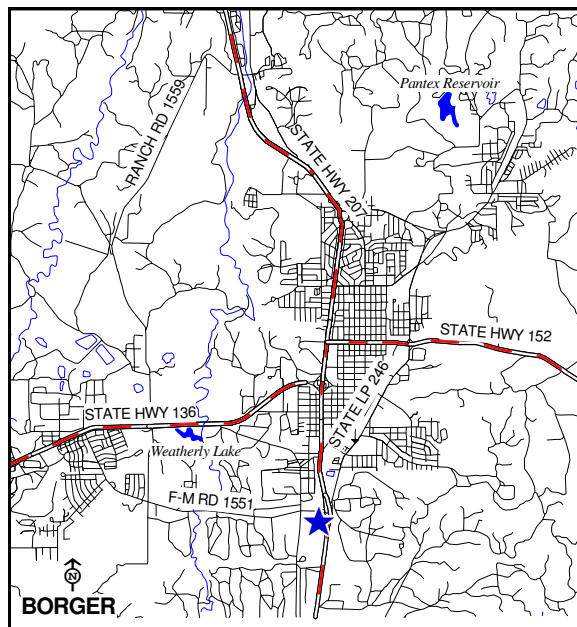 Pantex Reservoir
RANCH RD 1559
STATE HWY 207
STATE HWY 152
STATE LP 246
STATE HWY 136
Weatherly Lake
F-M RD 1551
N
BORGER